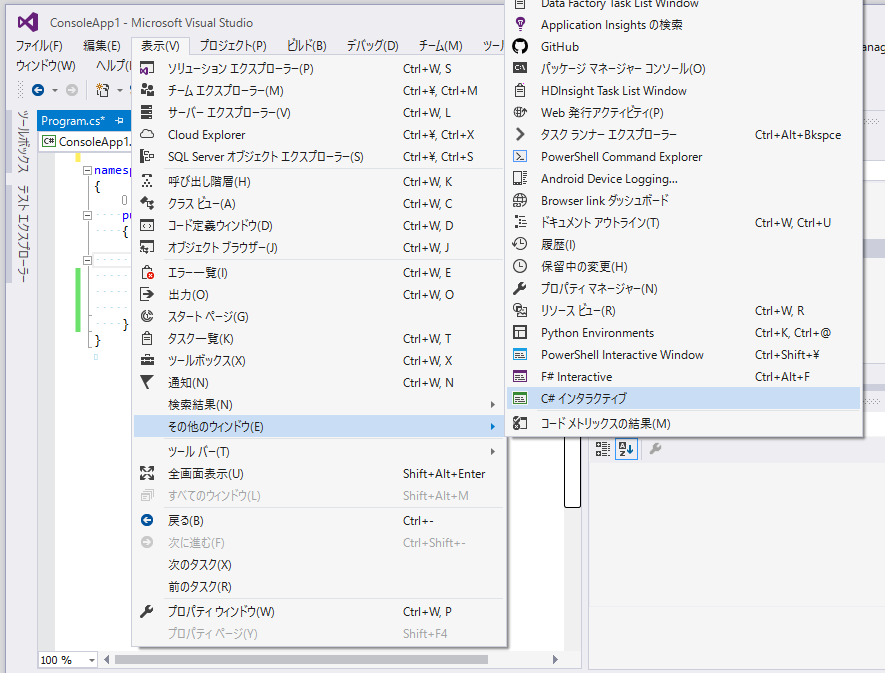 ConsoleApp1 - Microsoft Visual Studio
ファイル(F) 編集(E) 表示(V) プロジェクト(P) ビルド(B) デバッグ(D) チーム(M) ツー
ウィンドウ(W) ヘルプ(
ツールボックス
テスト エクスプローラー
Program.cs*
C# ConsoleApp1.
namesp
{
pu
{
}
}
100 %
ソリューション エクスプローラー(P) Ctrl+W, S
チーム エクスプローラー(M) Ctrl+¥, Ctrl+M
サーバー エクスプローラー(V) Ctrl+W, L
Cloud Explorer Ctrl+¥, Ctrl+X
SQL Server オブジェクト エクスプローラー(S) Ctrl+¥, Ctrl+S
呼び出し階層(H) Ctrl+W, K
クラス ビュー(A) Ctrl+W, C
コード定義ウィンドウ(D) Ctrl+W, D
オブジェクト ブラウザー(J) Ctrl+W, J
エラー一覧(I) Ctrl+W, E
出力(O) Ctrl+W, O
スタート ページ(G)
タスク一覧(K) Ctrl+W, T
ツールボックス(X) Ctrl+W, X
通知(N) Ctrl+W, N
検索結果(N)
その他のウィンドウ(E)
ツール バー(T)
全画面表示(U) Shift+Alt+Enter
すべてのウィンドウ(L) Shift+Alt+M
戻る(B) Ctrl+-
次に進む(F) Ctrl+Shift+-
次のタスク(X)
前のタスク(R)
プロパティ ウィンドウ(W) Ctrl+W, P
プロパティ ページ(Y) Shift+F4
Data Factory Task List Window
Application Insights の検索
GitHub
パッケージ マネージャー コンソール(O)
HDInsight Task List Window
Web 発行アクティビティ(P)
タスク ランナー エクスプローラー Ctrl+Alt+Bkspce
PowerShell Command Explorer
Android Device Logging...
Browser link ダッシュボード
ドキュメント アウトライン(T) Ctrl+W, Ctrl+U
履歴(I)
保留中の変更(H)
プロパティ マネージャー(N)
リソース ビュー(R) Ctrl+W, R
Python Environments Ctrl+K, Ctrl+@
PowerShell Interactive Window Ctrl+Shift+¥
F# Interactive Ctrl+Alt+F
C# インタラクティブ
コード メトリックスの結果(M)
anag